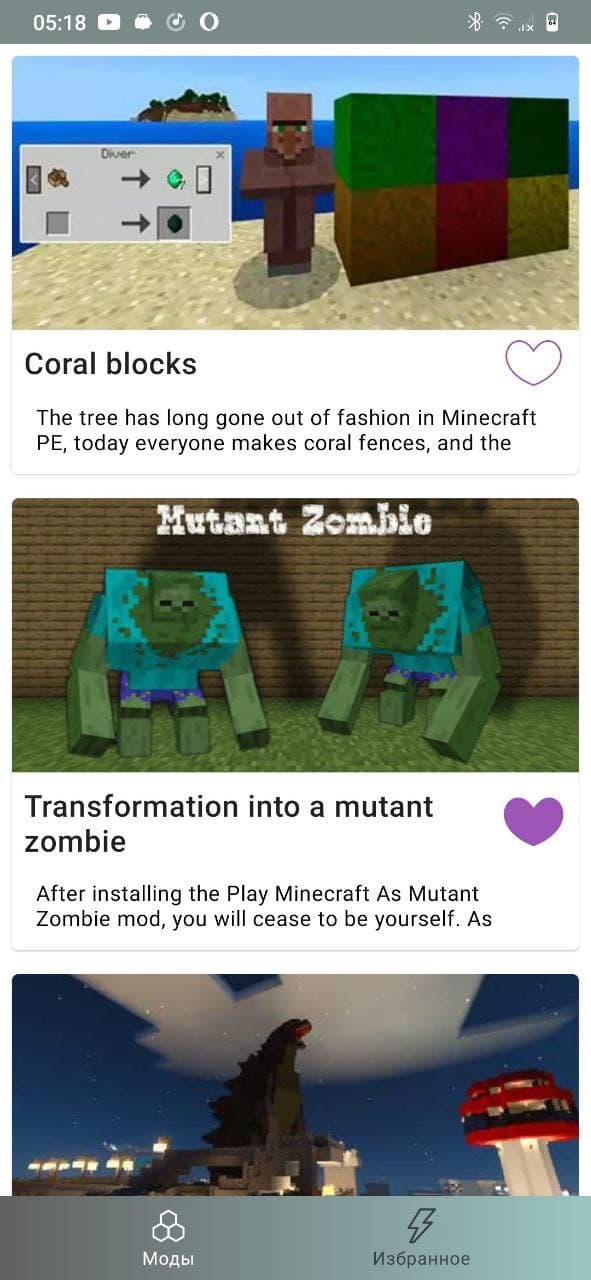 05:18
64
Diver
7
Coral blocks
The tree has long gone out of fashion in Minecraft
PE, today everyone makes coral fences, and the
Mutant Zombie
Transformation into a mutant
zombie
After installing the Play Minecraft As Mutant
Zombie mod, you will cease to be yourself. As
Моды
Избранное